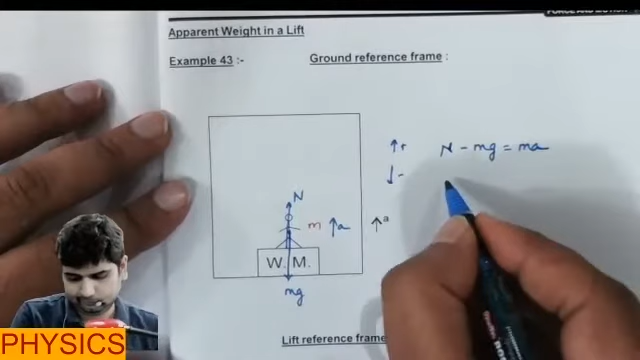 Apparent Weight in a Lift
Example 43 :- Ground reference frame :
↑+ N - mg = ma
↓-
N
m ↑a ↑a
W. M.
mg
Lift reference frame
PHYSICS